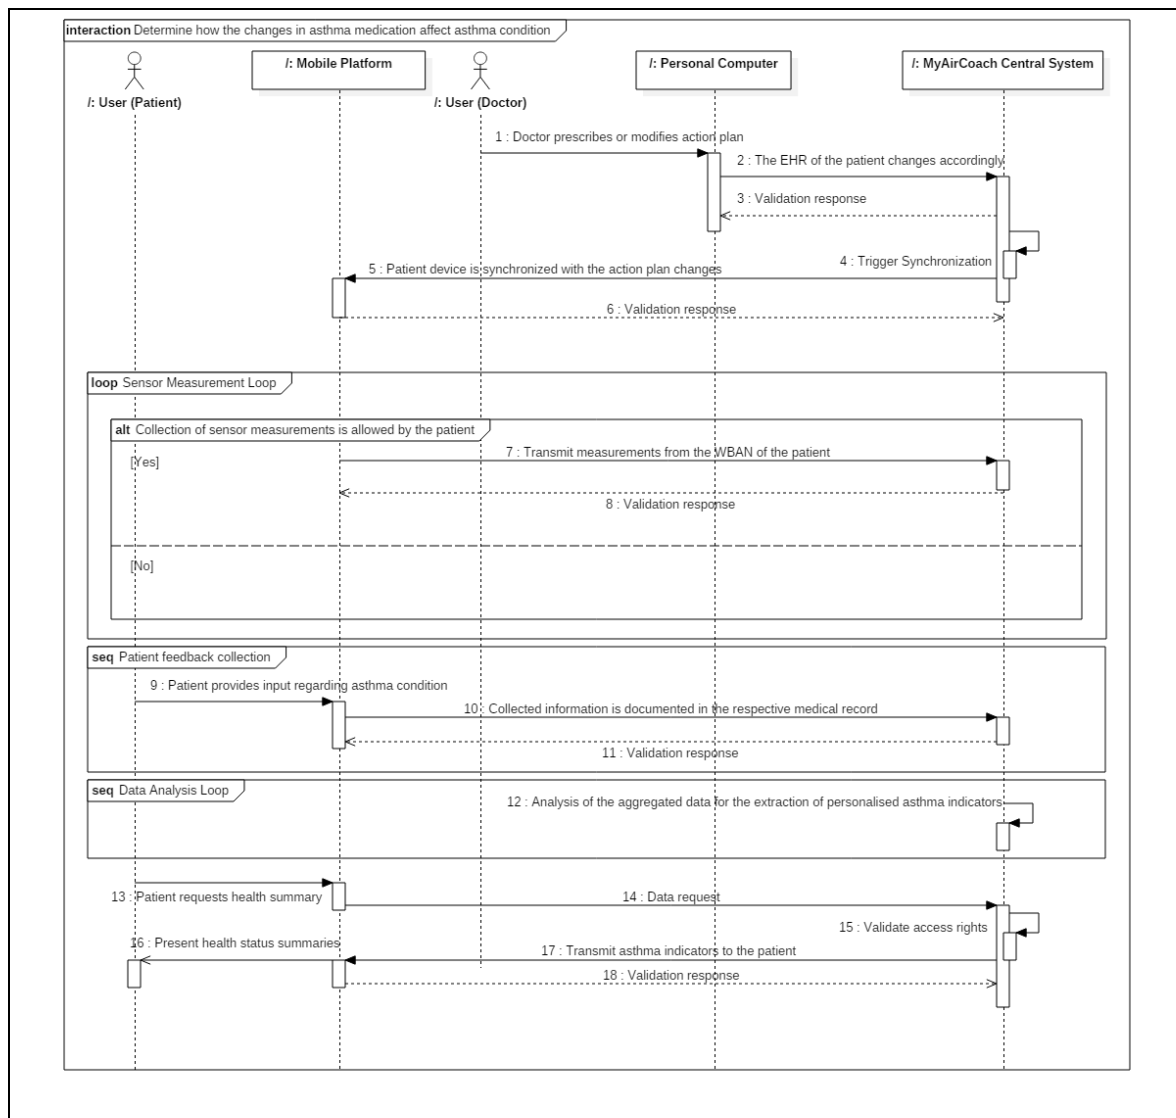 interaction Determine how the changes in asthma medication affect asthma condition
/: User (Patient)
/: Mobile Platform
/: User (Doctor)
/: Personal Computer
/: MyAirCoach Central System
1 : Doctor prescribes or modifies action plan
2 : The EHR of the patient changes accordingly
3 : Validation response
4 : Trigger Synchronization
5 : Patient device is synchronized with the action plan changes
6 : Validation response
loop Sensor Measurement Loop
alt Collection of sensor measurements is allowed by the patient
[Yes]
7 : Transmit measurements from the WBAN of the patient
8 : Validation response
[No]
seq Patient feedback collection
9 : Patient provides input regarding asthma condition
10 : Collected information is documented in the respective medical record
11 : Validation response
seq Data Analysis Loop
12 : Analysis of the aggregated data for the extraction of personalised asthma indicators
13 : Patient requests health summary
14 : Data request
15 : Validate access rights
16 : Present health status summaries
17 : Transmit asthma indicators to the patient
18 : Validation response